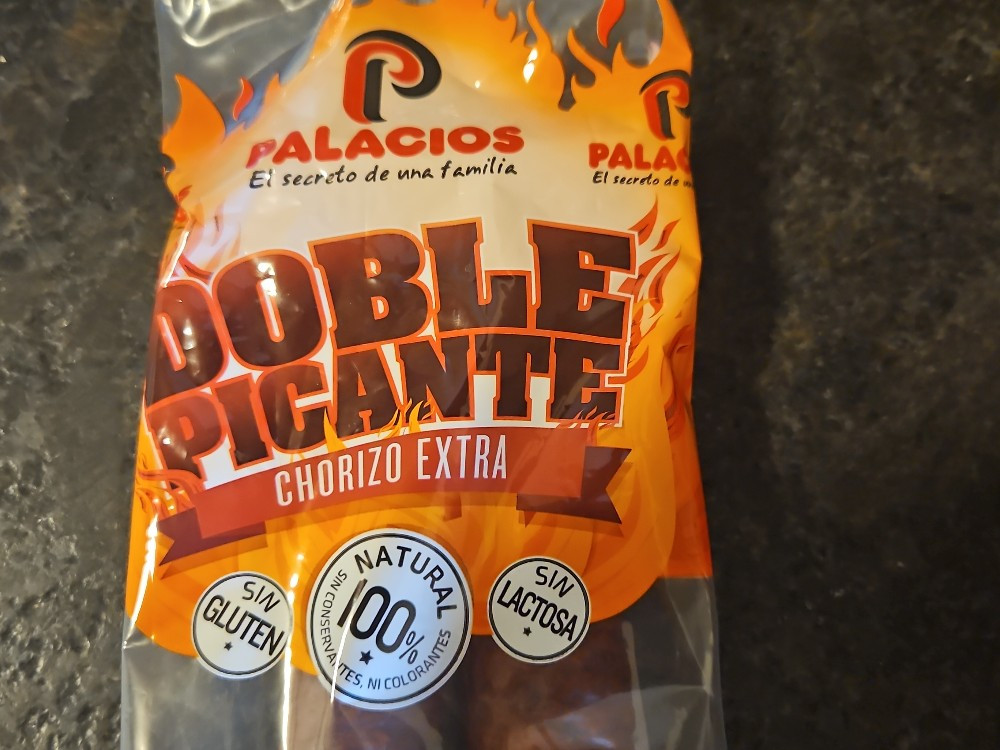 P
PALACIOS
El secreto de una familia
P
PALAC
El secreto de
DOBLE
PICANTE
CHORIZO EXTRA
SIN
GLUTEN
NATURAL
100%
SIN CONSERVANTES, NI COLORANTES
SIN
LACTOSA